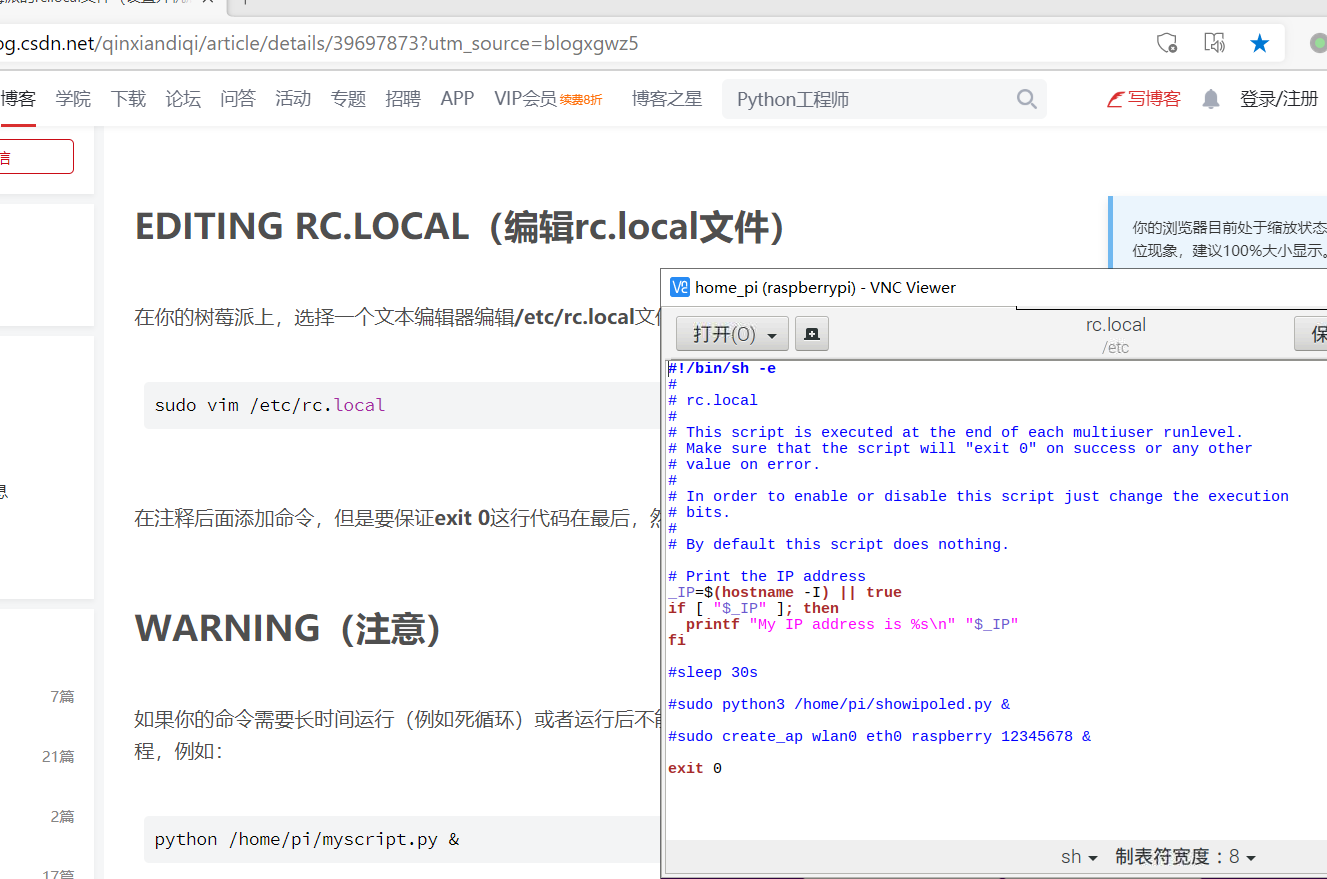 og.csdn.net/qinxiandiqi/article/details/39697873?utm_source=blogxgwz5
博客 学院 下载 论坛 问答 活动 专题 招聘 APP VIP会员 续费8折 博客之星 Python工程师 写博客 登录/注册
信
EDITING RC.LOCAL（编辑rc.local文件）
你的浏览器目前处于缩放状态
位现象，建议100%大小显示。
在你的树莓派上，选择一个文本编辑器编辑/etc/rc.local文件
sudo vim /etc/rc.local
在注释后面添加命令，但是要保证exit 0这行代码在最后，然
WARNING（注意）
如果你的命令需要长时间运行（例如死循环）或者运行后不能
程，例如：
python /home/pi/myscript.py &
息
7篇
21篇
2篇
17篇
home_pi (raspberrypi) - VNC Viewer
打开(O)
rc.local
/etc
保
#!/bin/sh -e
#
# rc.local
#
# This script is executed at the end of each multiuser runlevel.
# Make sure that the script will "exit 0" on success or any other
# value on error.
#
# In order to enable or disable this script just change the execution
# bits.
#
# By default this script does nothing.
# Print the IP address
_IP=$(hostname -I) || true
if [ "$_IP" ]; then
  printf "My IP address is %s\n" "$_IP"
fi
#sleep 30s
#sudo python3 /home/pi/showipoled.py &
#sudo create_ap wlan0 eth0 raspberry 12345678 &
exit 0
sh 制表符宽度：8